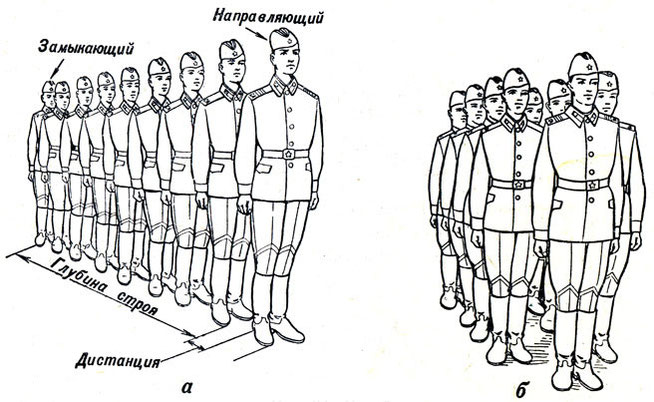 Направляющий
Замыкающий
Глубина строя
Дистанция
а
б